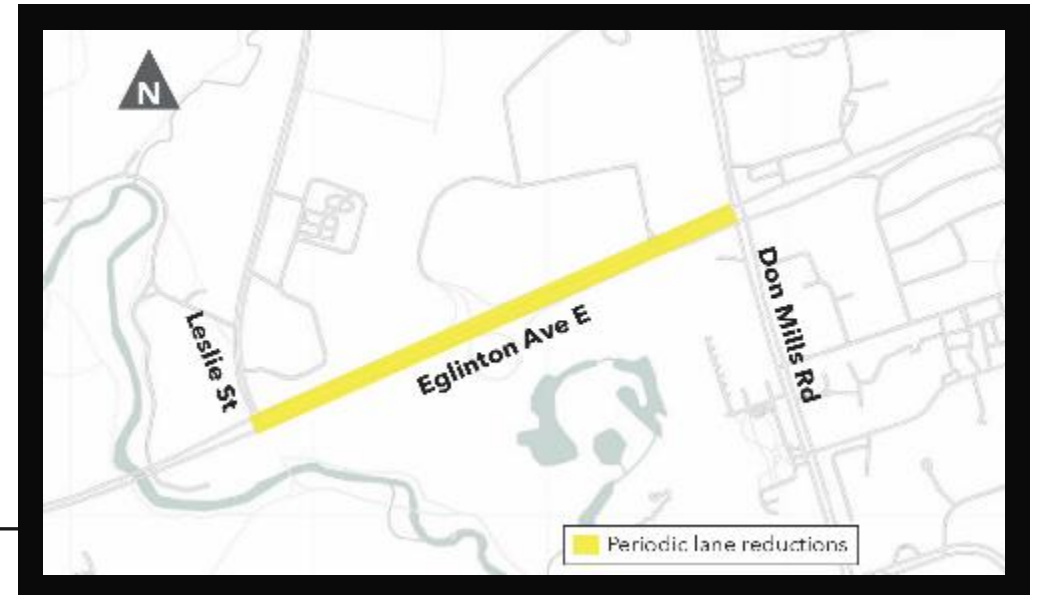 N
Leslie St
Eglinton Ave E
Don Mills Rd
Periodic lane reductions